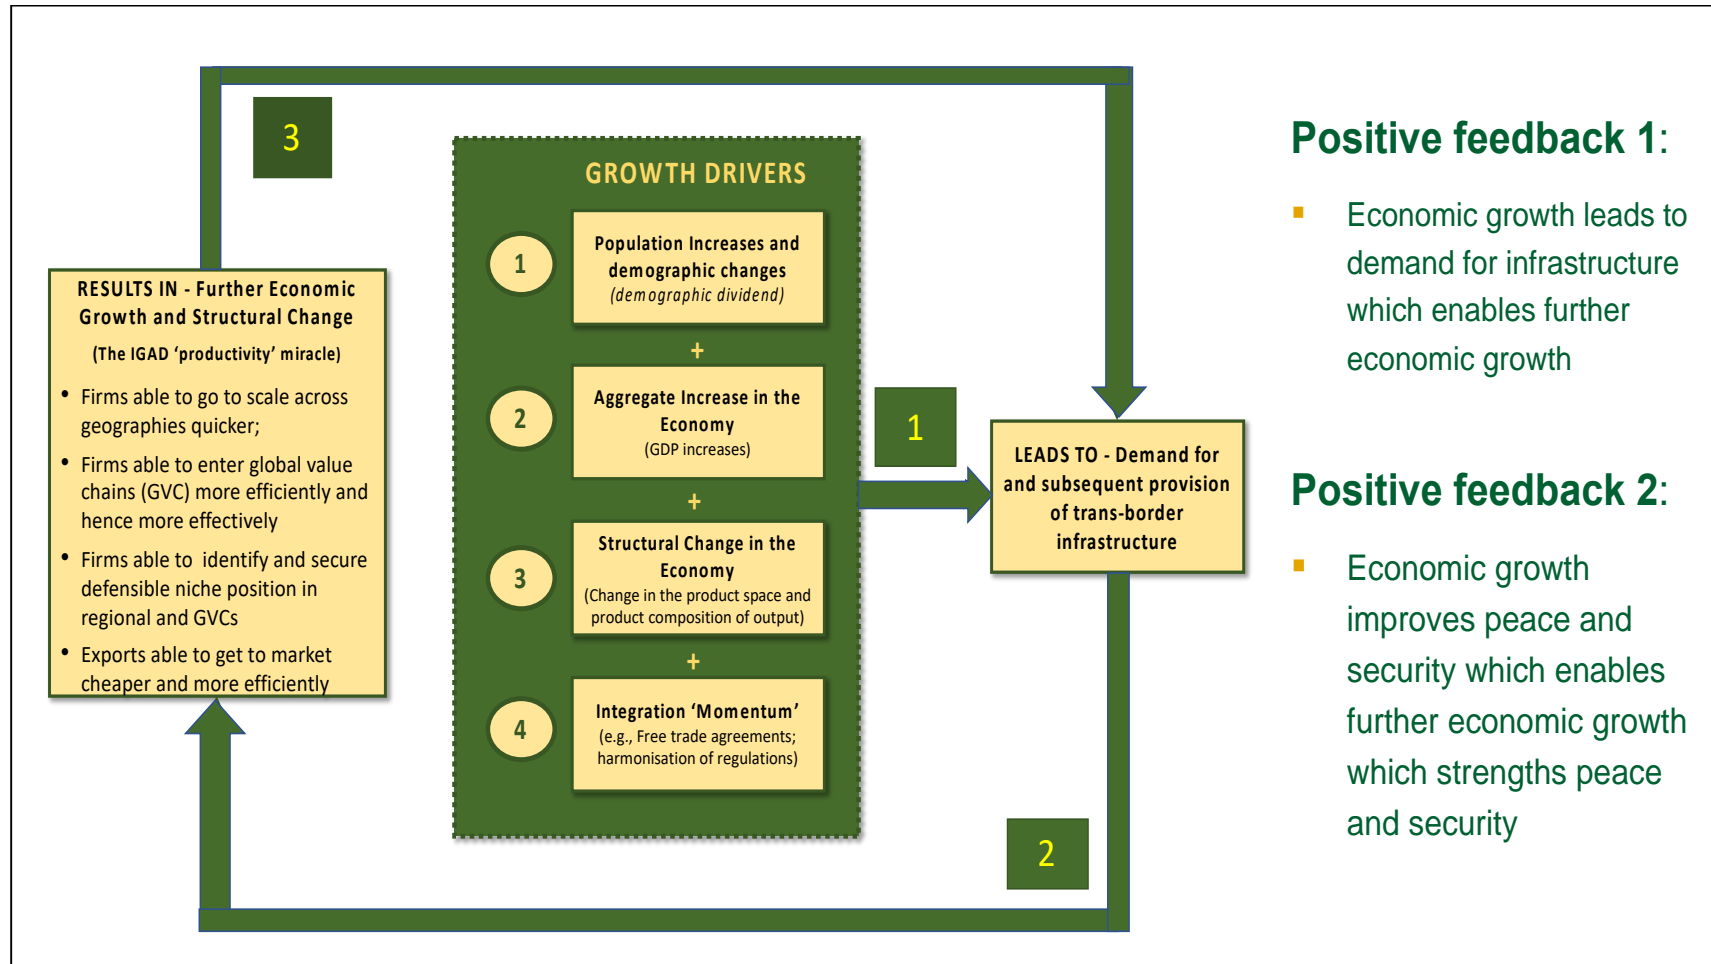 3
RESULTS IN - Further Economic
Growth and Structural Change
(The IGAD ‘productivity’ miracle)
• Firms able to go to scale across
geographies quicker;
• Firms able to enter global value
chains (GVC) more efficiently and
hence more effectively
• Firms able to identify and secure
defensible niche position in
regional and GVCs
• Exports able to get to market
cheaper and more efficiently
GROWTH DRIVERS
1
Population Increases and
demographic changes
(demographic dividend)
+
2
Aggregate Increase in the
Economy
(GDP increases)
+
3
Structural Change in the
Economy
(Change in the product space and
product composition of output)
+
4
Integration ‘Momentum’
(e.g., Free trade agreements;
harmonisation of regulations)
1
LEADS TO - Demand for
and subsequent provision
of trans-border
infrastructure
2
Positive feedback 1:
▪ Economic growth leads to
demand for infrastructure
which enables further
economic growth
Positive feedback 2:
▪ Economic growth
improves peace and
security which enables
further economic growth
which strengths peace
and security